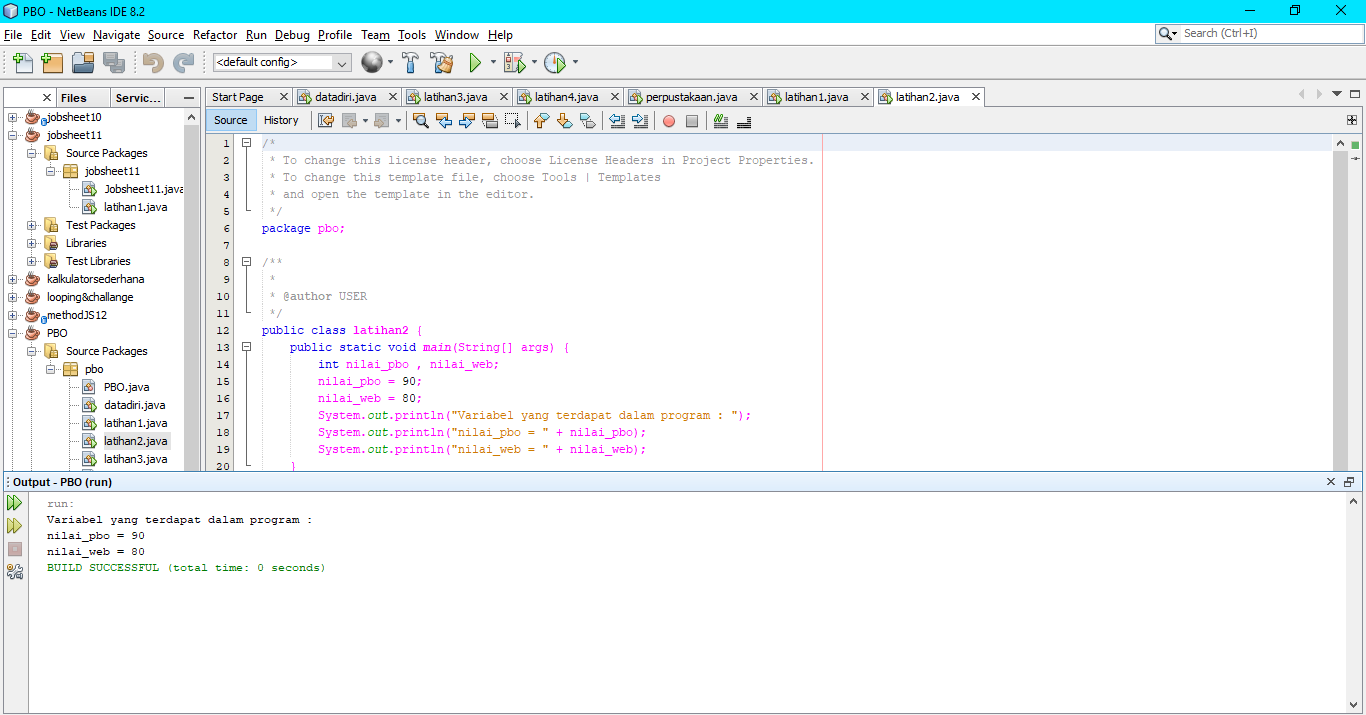 PBO - NetBeans IDE 8.2
File Edit View Navigate Source Refactor Run Debug Profile Team Tools Window Help
Search (Ctrl+I)
<default config>
Files Servic...
Start Page datadiri.java latihan3.java latihan4.java perpustakaan.java latihan1.java latihan2.java
Source History
jobsheet10
jobsheet11
Source Packages
jobsheet11
Jobsheet11.java
latihan1.java
Test Packages
Libraries
Test Libraries
kalkulatorsederhana
looping&challange
methodJS12
PBO
Source Packages
pbo
PBO.java
datadiri.java
latihan1.java
latihan2.java
latihan3.java
1 /*
2 * To change this license header, choose License Headers in Project Properties.
3 * To change this template file, choose Tools | Templates
4 * and open the template in the editor.
5 */
6 package pbo;
7
8 /**
9 *
10 * @author USER
11 */
12 public class latihan2 {
13 public static void main(String[] args) {
14 int nilai_pbo , nilai_web;
15 nilai_pbo = 90;
16 nilai_web = 80;
17 System.out.println("Variabel yang terdapat dalam program : ");
18 System.out.println("nilai_pbo = " + nilai_pbo);
19 System.out.println("nilai_web = " + nilai_web);
20 }
Output - PBO (run)
run:
Variabel yang terdapat dalam program :
nilai_pbo = 90
nilai_web = 80
BUILD SUCCESSFUL (total time: 0 seconds)